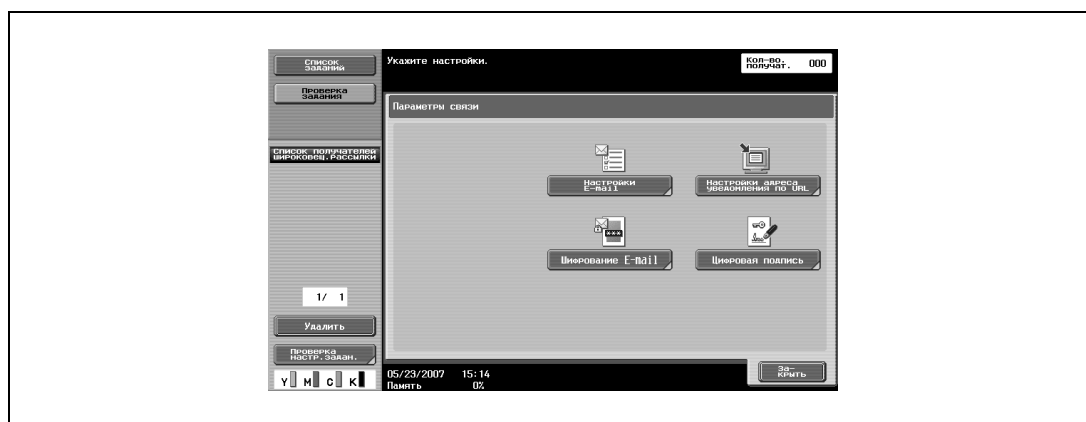 Список
заданий
Проверка
задания
Список получателей
широковещ.рассылки
1/ 1
Удалить
Проверка
настр.задан.
Y M C K
Укажите настройки.
Кол-во.
получат. 000
Параметры связи
Настройки
E-mail
Настройки адреса
уведомления по URL
Шифрование E-mail
Цифровая подпись
05/23/2007 15:14
Память 0%
За-
крыть